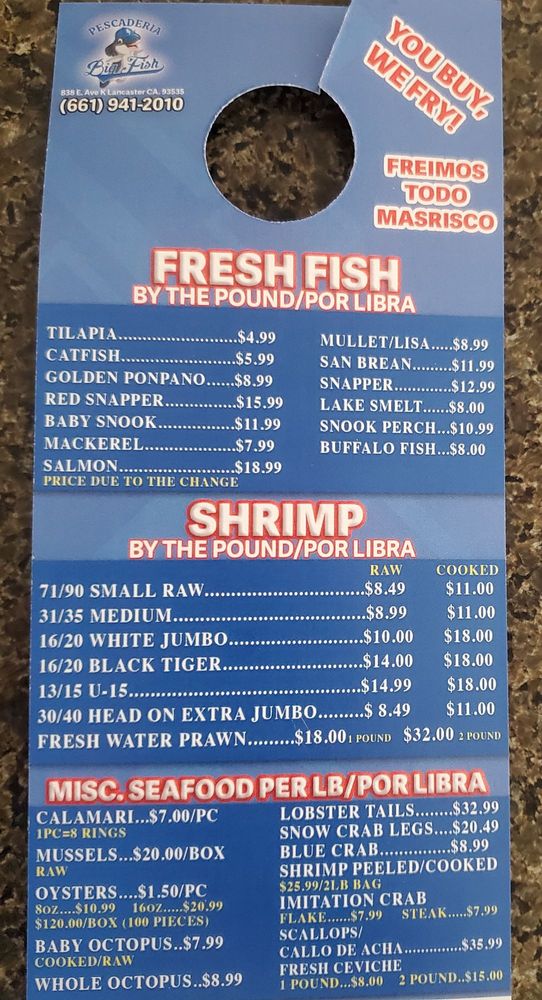 PESCADERIA
Big Fish
838 E. Ave K Lancaster CA. 93535
(661) 941-2010
YOU BUY,
WE FRY!
FREIMOS
TODO
MASRISCO
FRESH FISH
BY THE POUND/POR LIBRA
TILAPIA..........................$4.99
CATFISH.........................$5.99
GOLDEN PONPANO......$8.99
RED SNAPPER................$15.99
BABY SNOOK.................$11.99
MACKEREL....................$7.99
SALMON.........................$18.99
PRICE DUE TO THE CHANGE
MULLET/LISA.....$8.99
SAN BREAN.........$11.99
SNAPPER.............$12.99
LAKE SMELT......$8.00
SNOOK PERCH...$10.99
BUFFALO FISH...$8.00
SHRIMP
BY THE POUND/POR LIBRA
RAW COOKED
71/90 SMALL RAW..................................$8.49 $11.00
31/35 MEDIUM........................................$8.99 $11.00
16/20 WHITE JUMBO............................$10.00 $18.00
16/20 BLACK TIGER.............................$14.00 $18.00
13/15 U-15.................................................$14.99 $18.00
30/40 HEAD ON EXTRA JUMBO.........$ 8.49 $11.00
FRESH WATER PRAWN.........$18.00 1 POUND $32.00 2 POUND
MISC. SEAFOOD PER LB/POR LIBRA
CALAMARI...$7.00/PC
1PC=8 RINGS
MUSSELS...$20.00/BOX
RAW
OYSTERS....$1.50/PC
8OZ....$10.99 16OZ.....$20.99
$120.00/BOX (100 PIECES)
BABY OCTOPUS..$7.99
COOKED/RAW
WHOLE OCTOPUS..$8.99
LOBSTER TAILS........$32.99
SNOW CRAB LEGS....$20.49
BLUE CRAB...............$8.99
SHRIMP PEELED/COOKED
$25.99/2LB BAG
IMITATION CRAB
FLAKE......$7.99 STEAK.....$7.99
SCALLOPS/
CALLO DE ACHA.............$35.99
FRESH CEVICHE
1 POUND...$8.00 2 POUND..$15.00